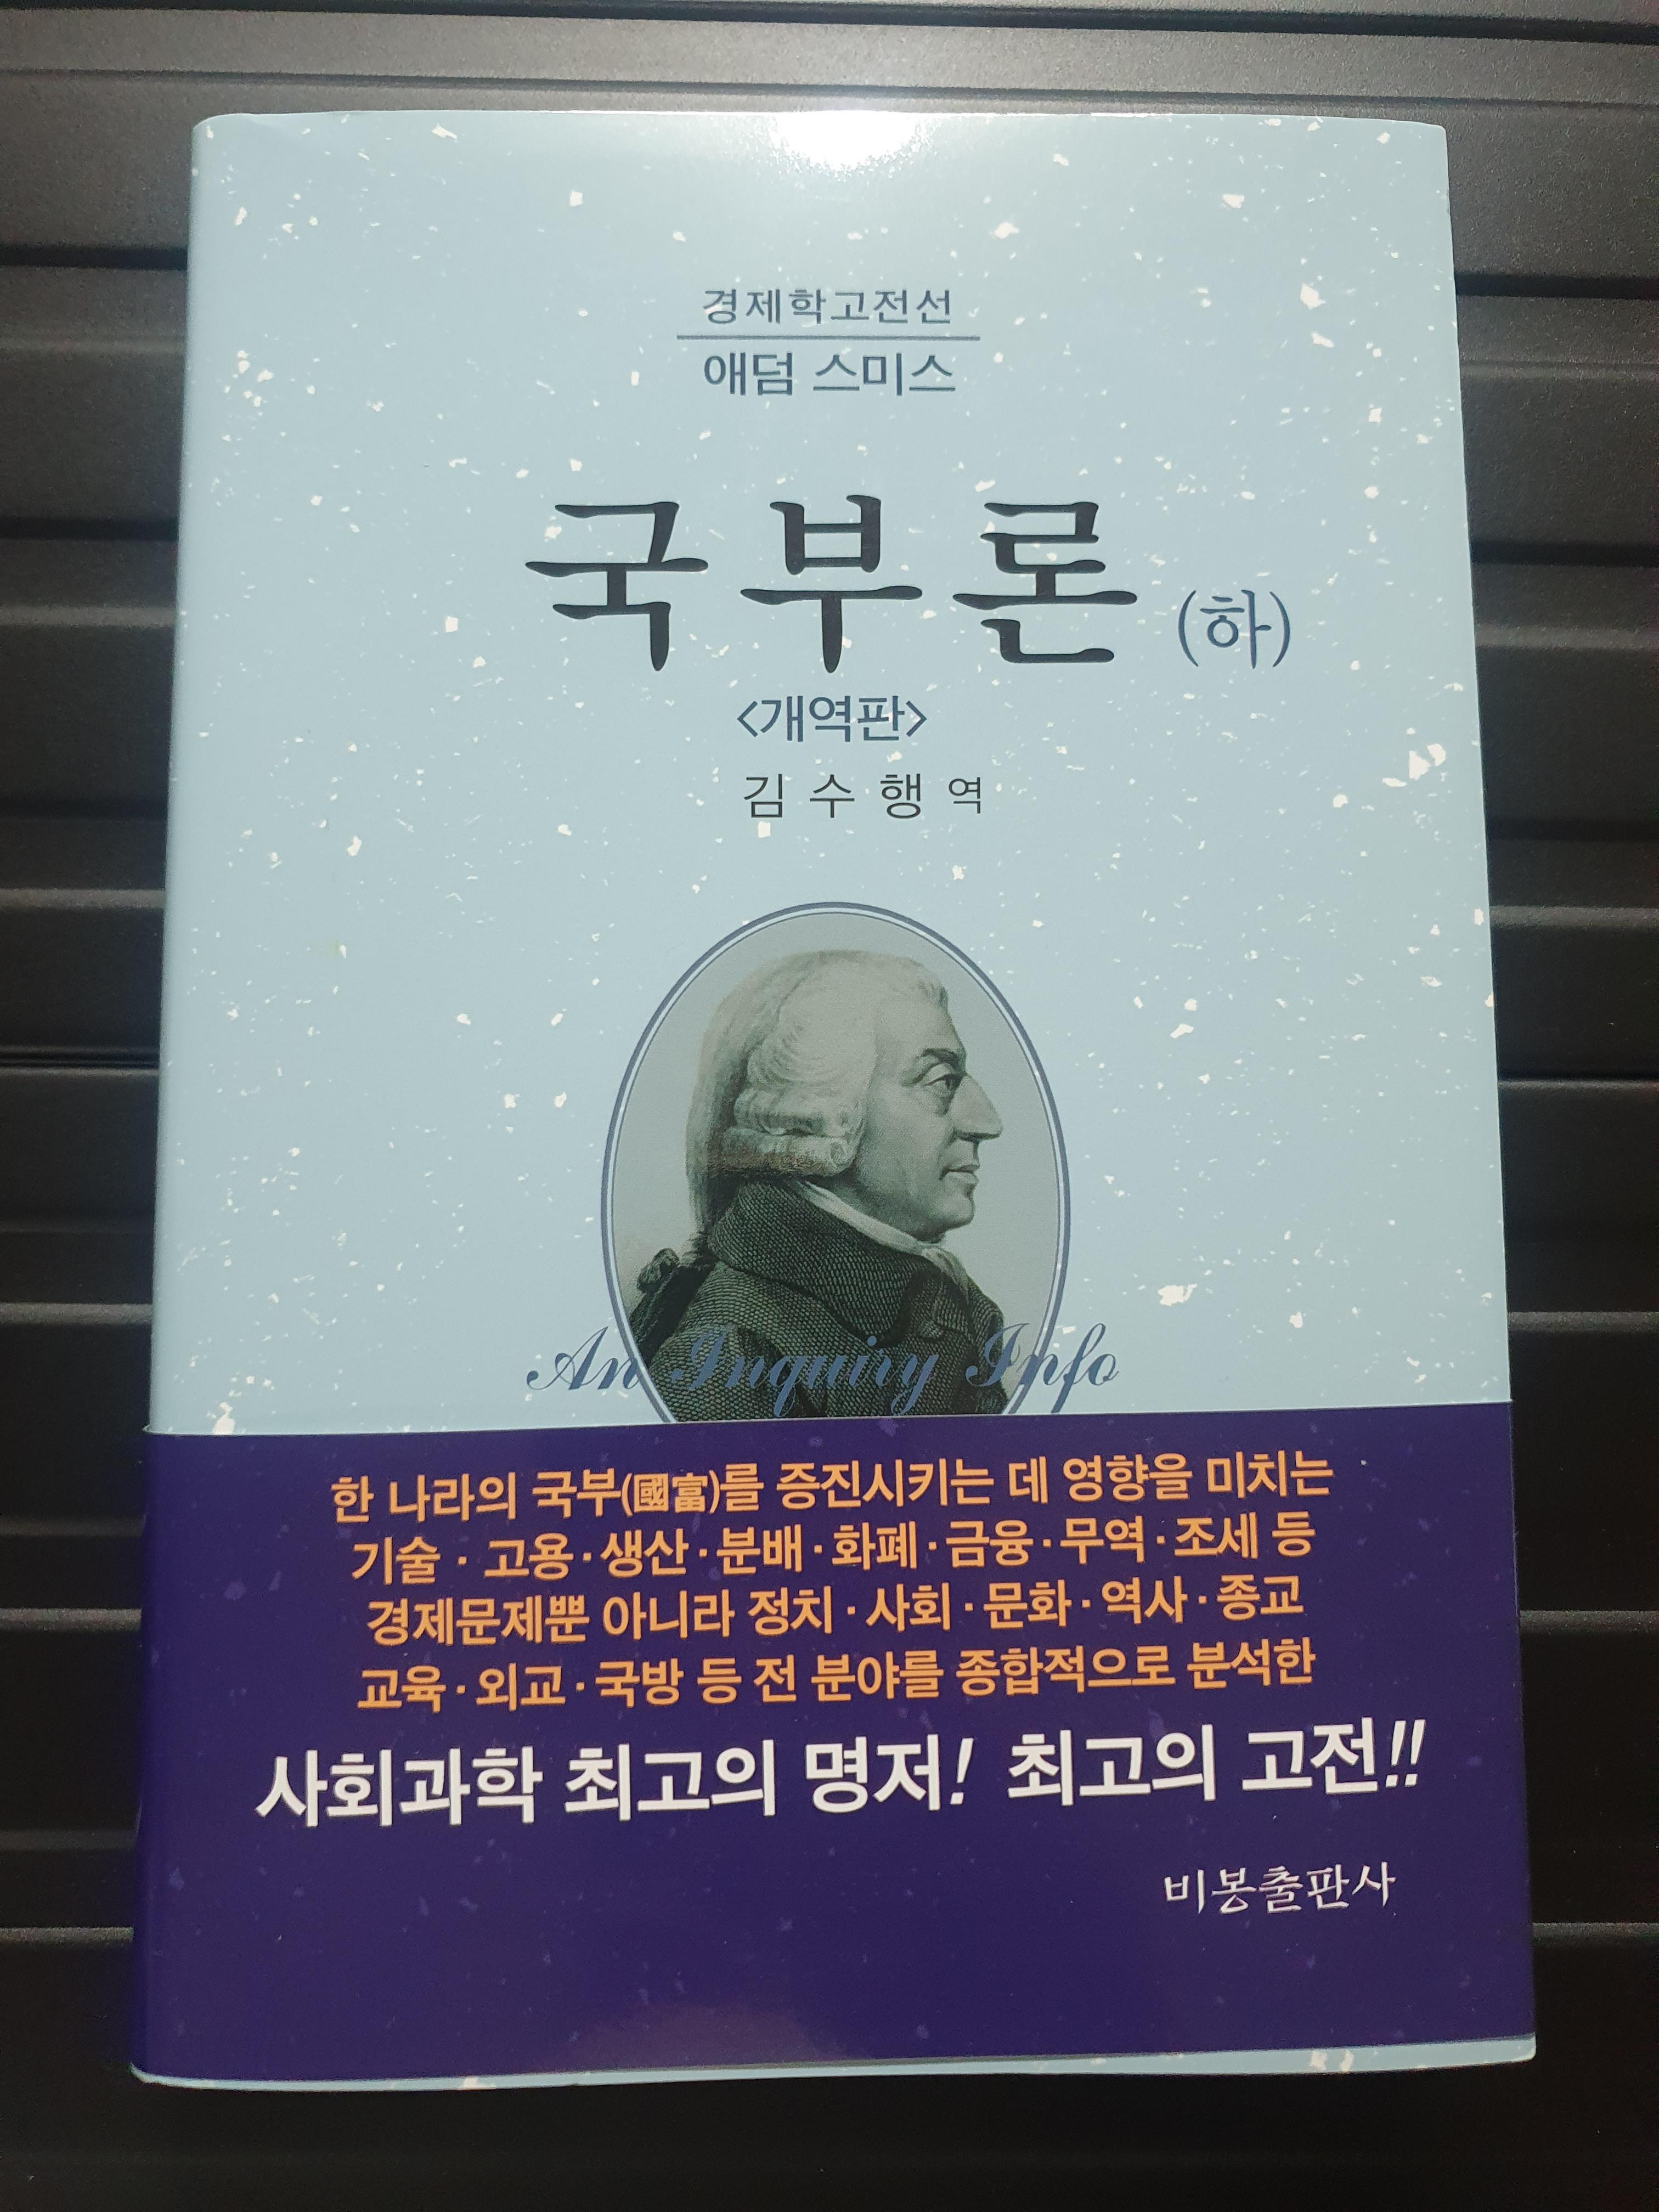 경제학고전선
애덤 스미스
국부론 (하)
<개역판>
김수행 역
An Inquiry Info
한 나라의 국부(國富)를 증진시키는 데 영향을 미치는
기술 · 고용 · 생산 · 분배 · 화폐 · 금융 · 무역 · 조세 등
경제문제뿐 아니라 정치 · 사회 · 문화 · 역사 · 종교
교육 · 외교 · 국방 등 전 분야를 종합적으로 분석한
사회과학 최고의 명저! 최고의 고전!!
비봉출판사